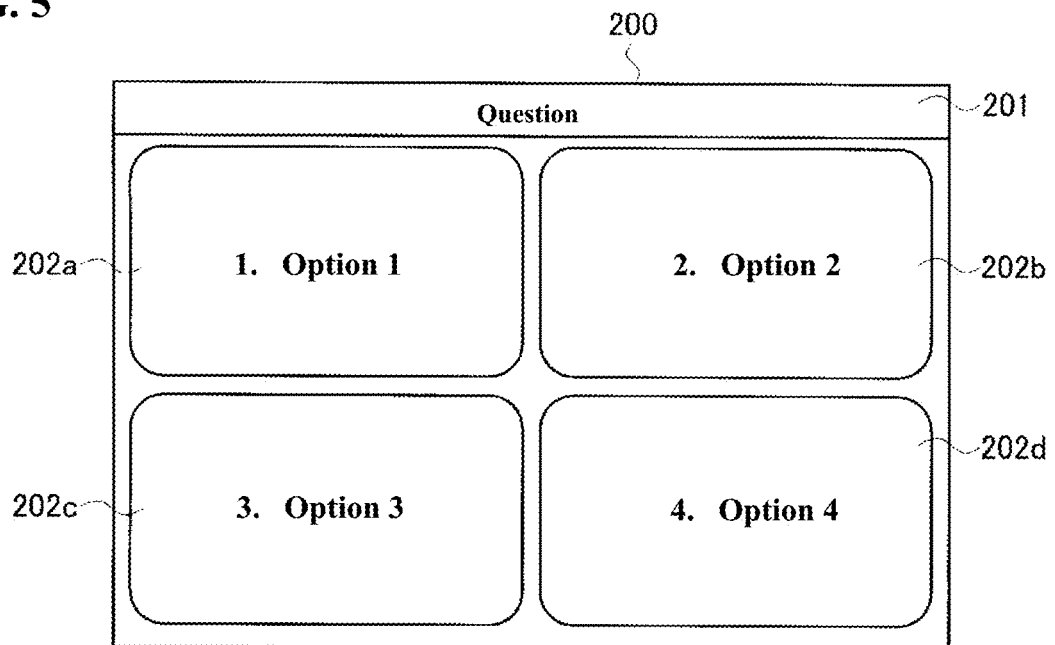 G. 5
200
Question
201
202a
1. Option 1
2. Option 2
202b
202c
3. Option 3
4. Option 4
202d